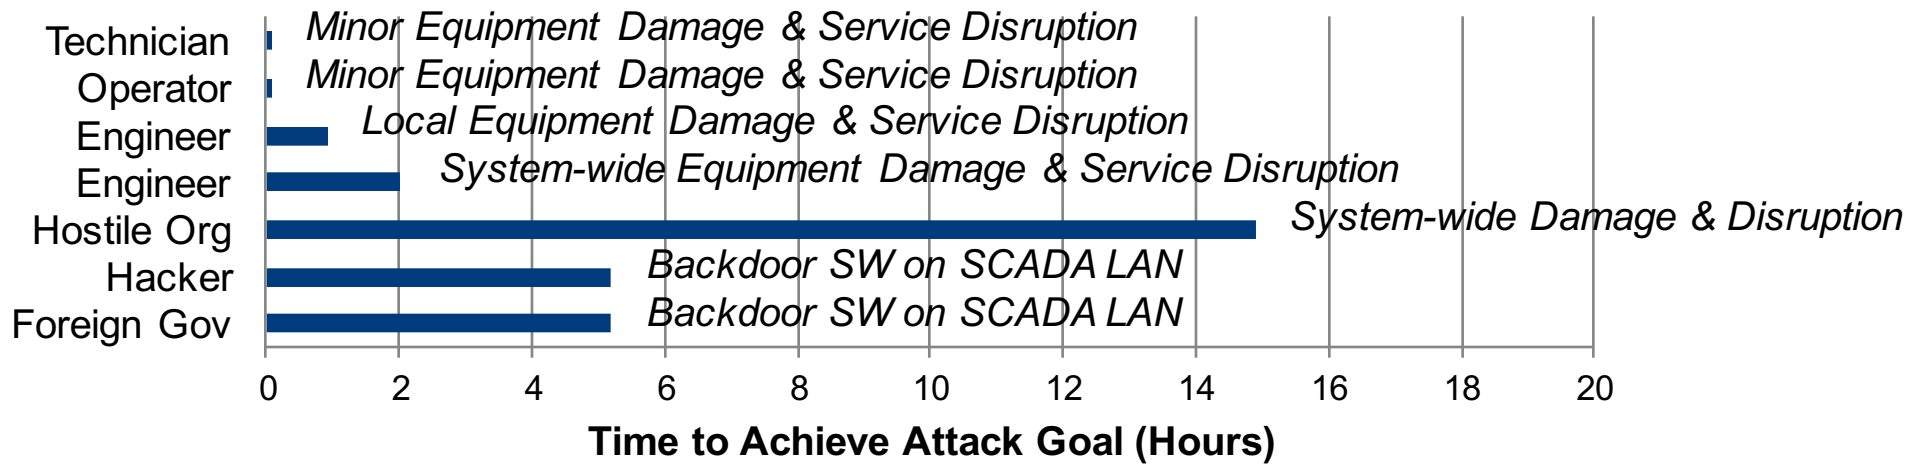 Technician Minor Equipment Damage & Service Disruption
Operator Minor Equipment Damage & Service Disruption
Engineer Local Equipment Damage & Service Disruption
Engineer System-wide Equipment Damage & Service Disruption
Hostile Org System-wide Damage & Disruption
Hacker Backdoor SW on SCADA LAN
Foreign Gov Backdoor SW on SCADA LAN
0 2 4 6 8 10 12 14 16 18 20
Time to Achieve Attack Goal (Hours)